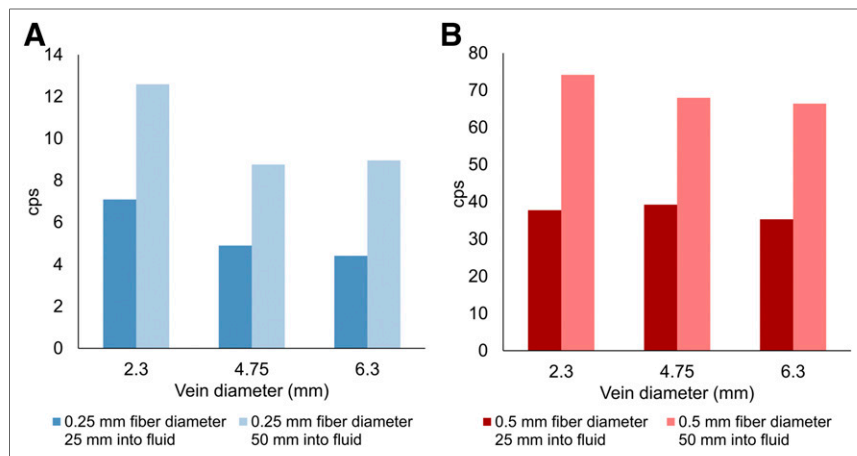 A
14
12
10
8
6
4
2
0
cps
2.3 4.75 6.3
Vein diameter (mm)
0.25 mm fiber diameter
25 mm into fluid
0.25 mm fiber diameter
50 mm into fluid
B
80
70
60
50
40
30
20
10
0
cps
2.3 4.75 6.3
Vein diameter (mm)
0.5 mm fiber diameter
25 mm into fluid
0.5 mm fiber diameter
50 mm into fluid